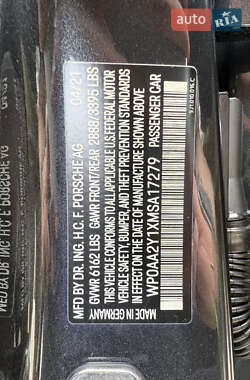 AUTO.RIA
MFD BY DR. ING. H.C. F. PORSCHE AG 04/21
GVWR 6162 LBS GAWR FRONT/REAR 2888/3395 LBS
THIS VEHICLE CONFORMS TO ALL APPLICABLE U.S. FEDERAL MOTOR
VEHICLE SAFETY, BUMPER, AND THEFT PREVENTION STANDARDS
IN EFFECT ON THE DATE OF MANUFACTURE SHOWN ABOVE.
WP0AA2Y1XMSA17279 PASSENGER CAR
MADE IN GERMANY